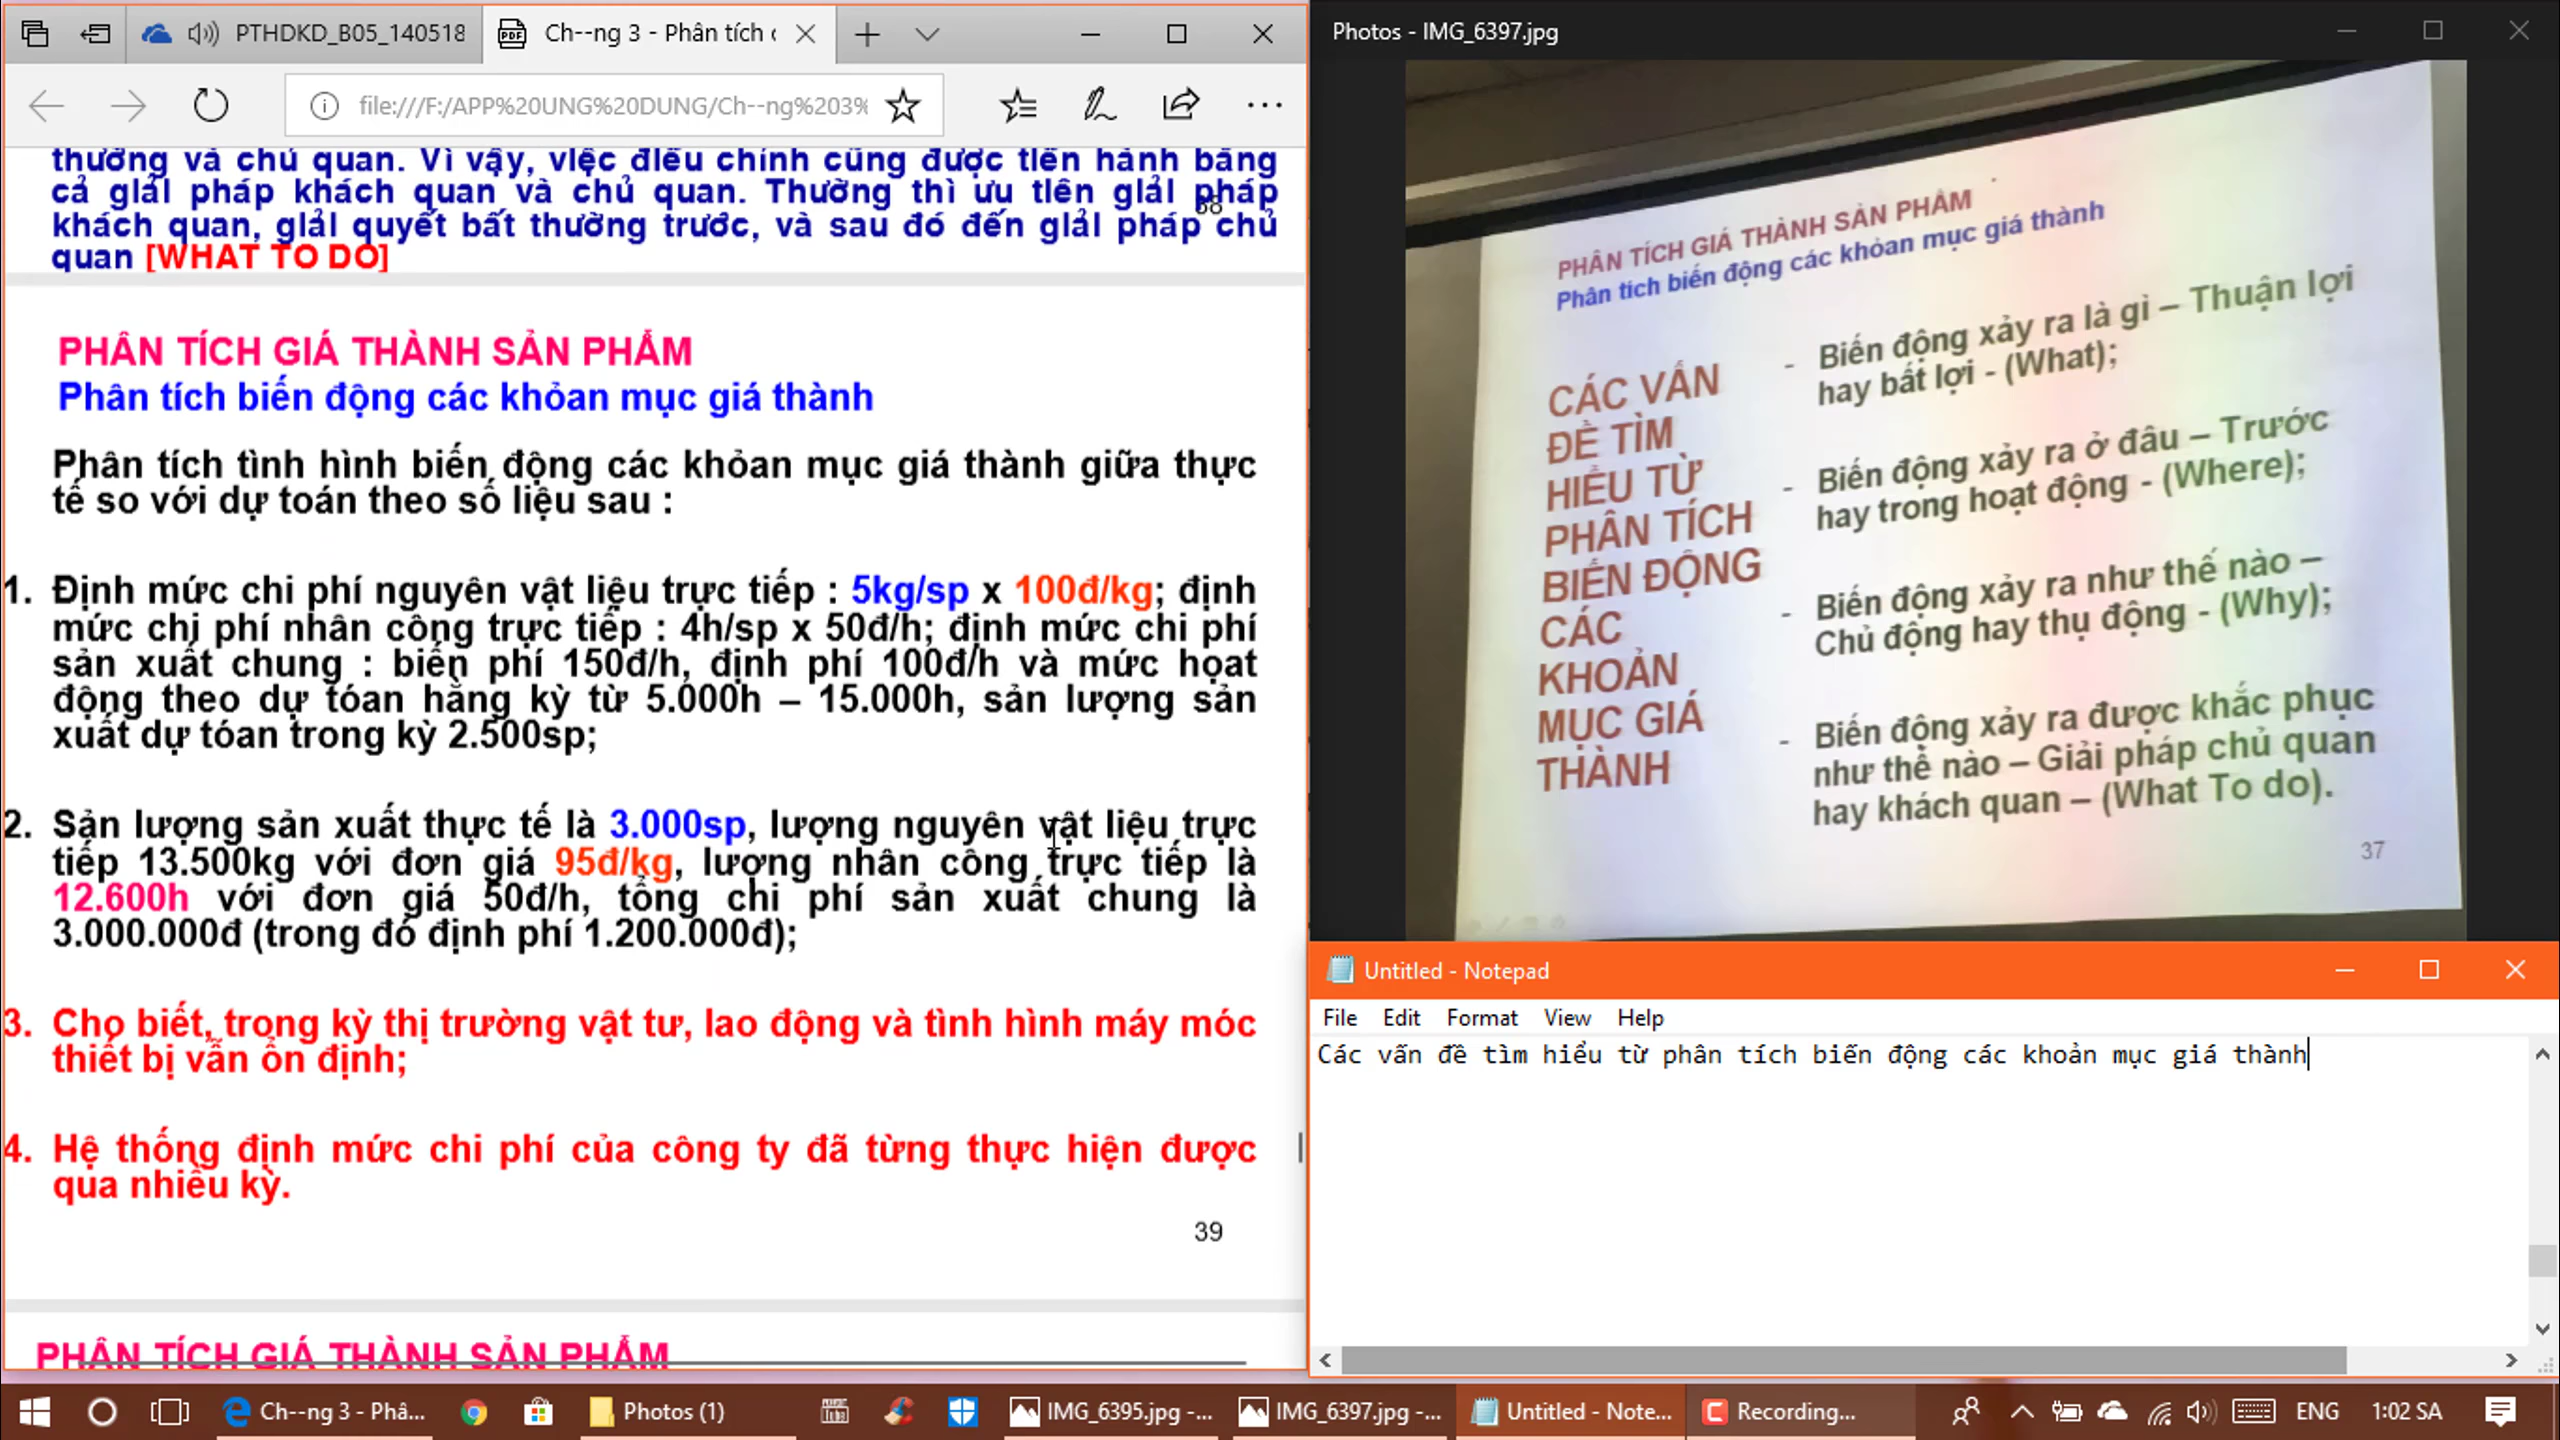 PTHDKD_B05_140518
Ch--ng 3 - Phân tích c
file:///F:/APP%20UNG%20DUNG/Ch--ng%203%
thường và chủ quan. Vì vậy, việc điều chỉnh cũng được tiến hành bằng
cả giải pháp khách quan và chủ quan. Thường thì ưu tiên giải pháp
khách quan, giải quyết bất thường trước, và sau đó đến giải pháp chủ
quan [WHAT TO DO]
PHÂN TÍCH GIÁ THÀNH SẢN PHẨM
Phân tích biến động các khỏan mục giá thành
Phân tích tình hình biến động các khỏan mục giá thành giữa thực
tế so với dự toán theo số liệu sau :
1. Định mức chi phí nguyên vật liệu trực tiếp : 5kg/sp x 100đ/kg; định
mức chi phí nhân công trực tiếp : 4h/sp x 50đ/h; định mức chi phí
sản xuất chung : biến phí 150đ/h, định phí 100đ/h và mức họat
động theo dự tóan hằng kỳ từ 5.000h – 15.000h, sản lượng sản
xuất dự tóan trong kỳ 2.500sp;
2. Sản lượng sản xuất thực tế là 3.000sp, lượng nguyên vật liệu trực
tiếp 13.500kg với đơn giá 95đ/kg, lượng nhân công trực tiếp là
12.600h với đơn giá 50đ/h, tổng chi phí sản xuất chung là
3.000.000đ (trong đó định phí 1.200.000đ);
3. Cho biết, trong kỳ thị trường vật tư, lao động và tình hình máy móc
thiết bị vẫn ổn định;
4. Hệ thống định mức chi phí của công ty đã từng thực hiện được
qua nhiều kỳ.
39
PHÂN TÍCH GIÁ THÀNH SẢN PHẨM
Photos - IMG_6397.jpg
PHÂN TÍCH GIÁ THÀNH SẢN PHẨM
Phân tích biến động các khỏan mục giá thành
CÁC VẤN
ĐỀ TÌM
HIỂU TỪ
PHÂN TÍCH
BIẾN ĐỘNG
CÁC
KHOẢN
MỤC GIÁ
THÀNH
- Biến động xảy ra là gì – Thuận lợi
hay bất lợi - (What);
- Biến động xảy ra ở đâu – Trước
hay trong hoạt động - (Where);
- Biến động xảy ra như thế nào –
Chủ động hay thụ động - (Why);
- Biến động xảy ra được khắc phục
như thế nào – Giải pháp chủ quan
hay khách quan – (What To do).
37
Untitled - Notepad
File Edit Format View Help
Các vấn đề tìm hiểu từ phân tích biến động các khoản mục giá thành
Ch--ng 3 - Phâ...
Photos (1)
IMG_6395.jpg -...
IMG_6397.jpg -...
Untitled - Note...
Recording...
ENG
1:02 SA